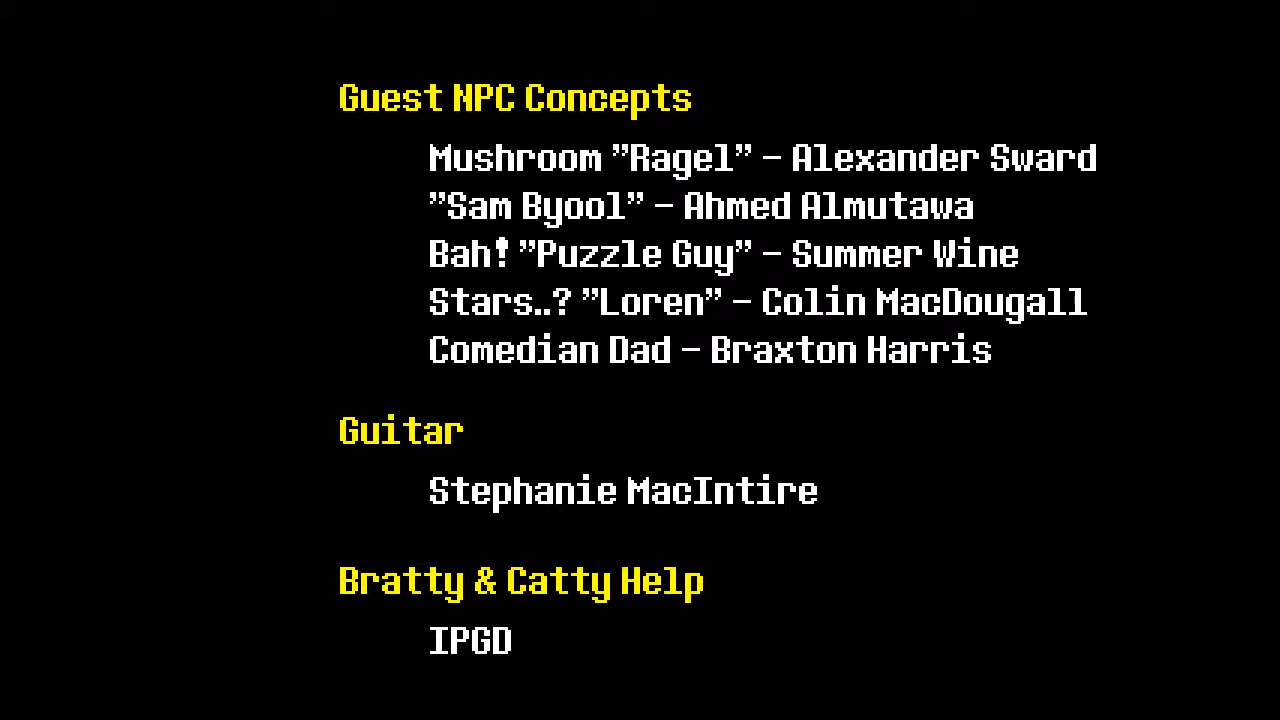 Guest NPC Concepts
Mushroom "Ragel" - Alexander Sward
"Sam Byool" - Ahmed Almutawa
Bah! "Puzzle Guy" - Summer Wine
Stars..? "Loren" - Colin MacDougall
Comedian Dad - Braxton Harris
Guitar
Stephanie MacIntire
Bratty & Catty Help
IPGD